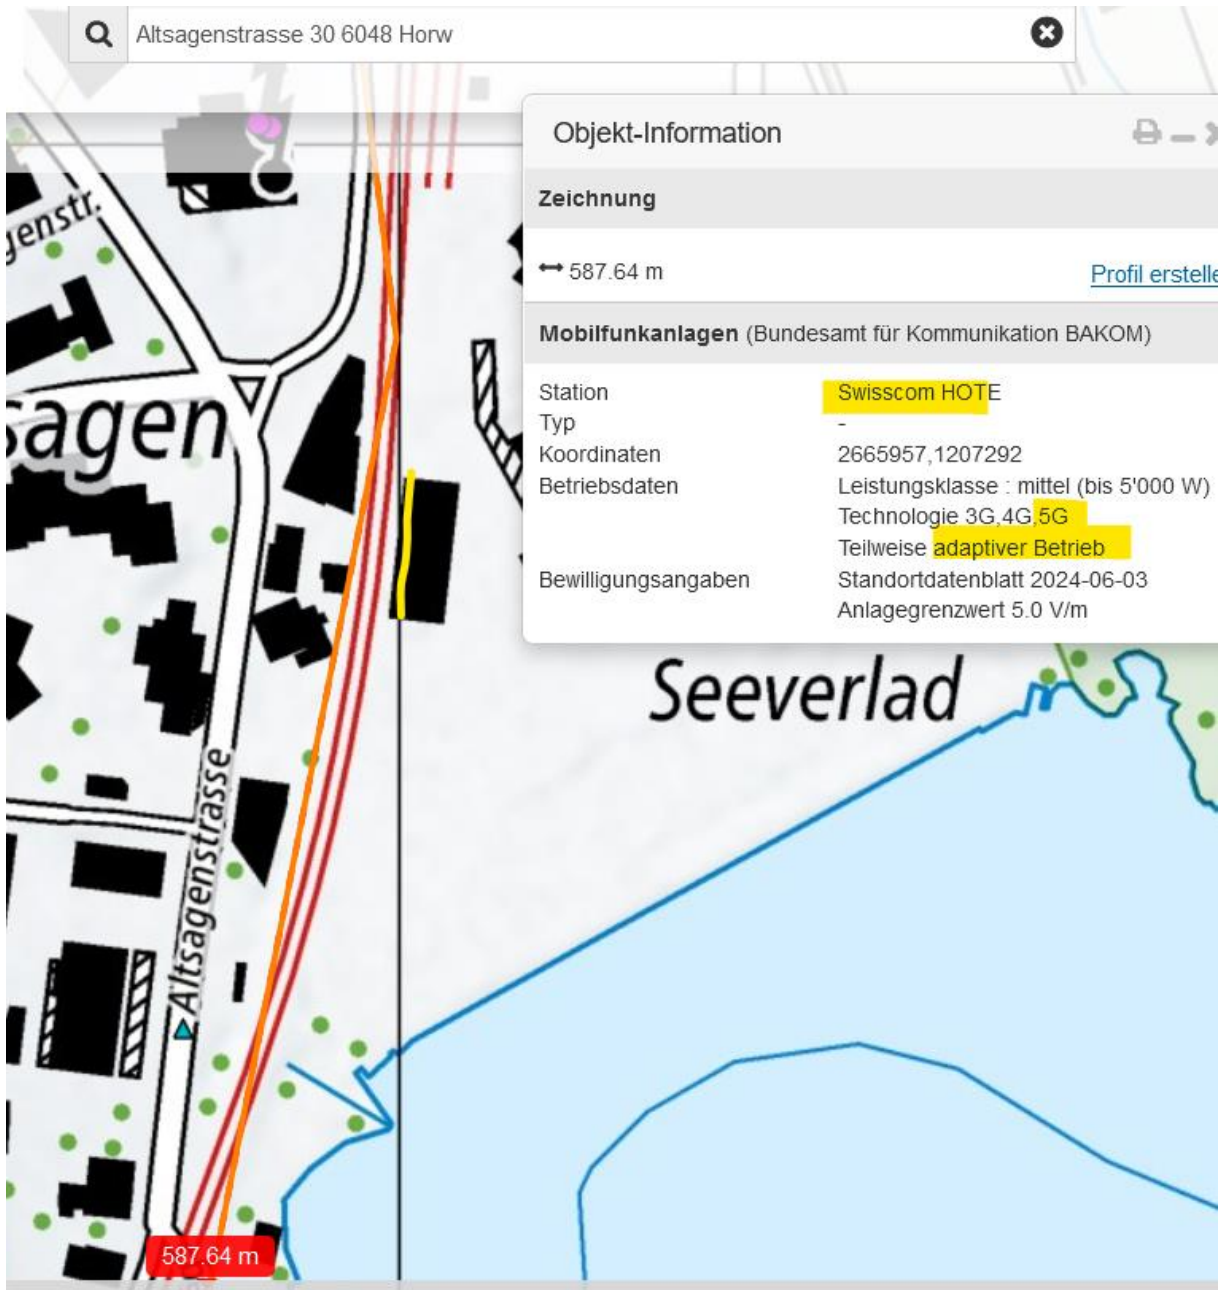 Altsagenstrasse 30 6048 Horw
Objekt-Information
Zeichnung
587.64 m
Profil erstelle
Mobilfunkanlagen (Bundesamt für Kommunikation BAKOM)
Station Swisscom HOTE
Typ -
Koordinaten 2665957,1207292
Betriebsdaten Leistungsklasse : mittel (bis 5'000 W)
Technologie 3G,4G,5G
Teilweise adaptiver Betrieb
Bewilligungsangaben Standortdatenblatt 2024-06-03
Anlagegrenzwert 5.0 V/m
genstr.
sagen
Seeverlad
Altsagenstrasse
587.64 m